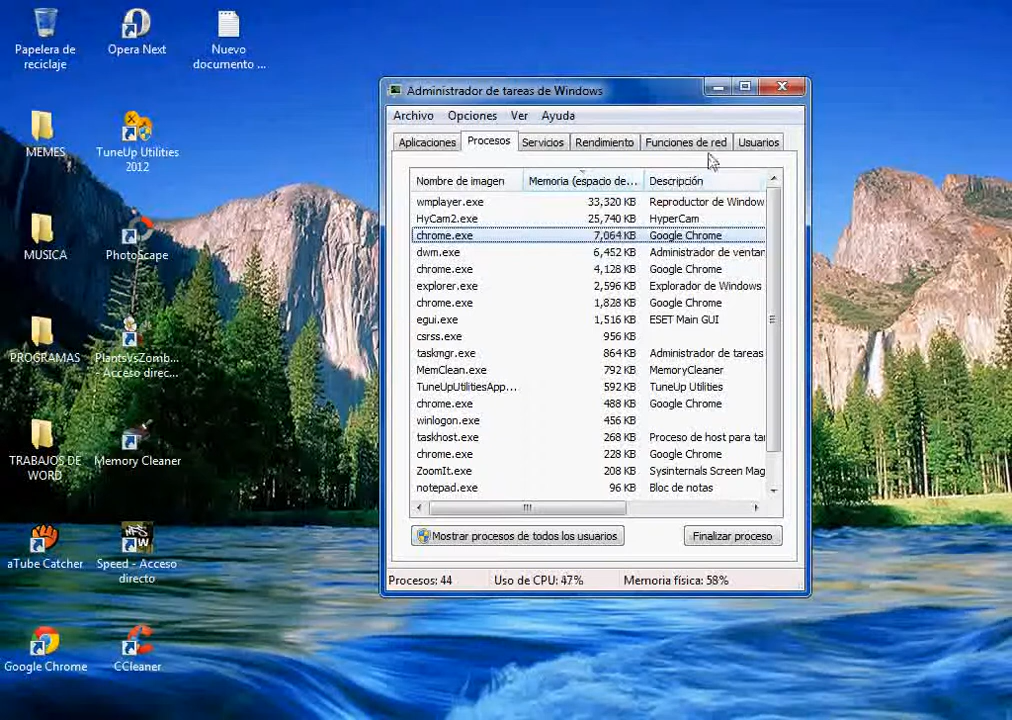 Papelera de
reciclaje
Opera Next
Nuevo
documento ...
MEMES
TuneUp Utilities
2012
MUSICA
PhotoScape
PROGRAMAS
PlantsVsZomb...
- Acceso direc...
TRABAJOS DE
WORD
Memory Cleaner
aTube Catcher
Speed - Acceso
directo
Google Chrome
CCleaner
Administrador de tareas de Windows
Archivo Opciones Ver Ayuda
Aplicaciones Procesos Servicios Rendimiento Funciones de red Usuarios
Nombre de imagen Memoria (espacio de... Descripción
wmplayer.exe 33,320 KB Reproductor de Window
HyCam2.exe 25,740 KB HyperCam
chrome.exe 7,064 KB Google Chrome
dwm.exe 6,452 KB Administrador de ventan
chrome.exe 4,128 KB Google Chrome
explorer.exe 2,596 KB Explorador de Windows
chrome.exe 1,828 KB Google Chrome
egui.exe 1,516 KB ESET Main GUI
csrss.exe 956 KB
taskmgr.exe 864 KB Administrador de tareas
MemClean.exe 792 KB MemoryCleaner
TuneUpUtilitiesApp... 592 KB TuneUp Utilities
chrome.exe 488 KB Google Chrome
winlogon.exe 456 KB
taskhost.exe 268 KB Proceso de host para ta
chrome.exe 228 KB Google Chrome
ZoomIt.exe 208 KB Sysinternals Screen Mag
notepad.exe 96 KB Bloc de notas
Mostrar procesos de todos los usuarios Finalizar proceso
Procesos: 44 Uso de CPU: 47% Memoria física: 58%